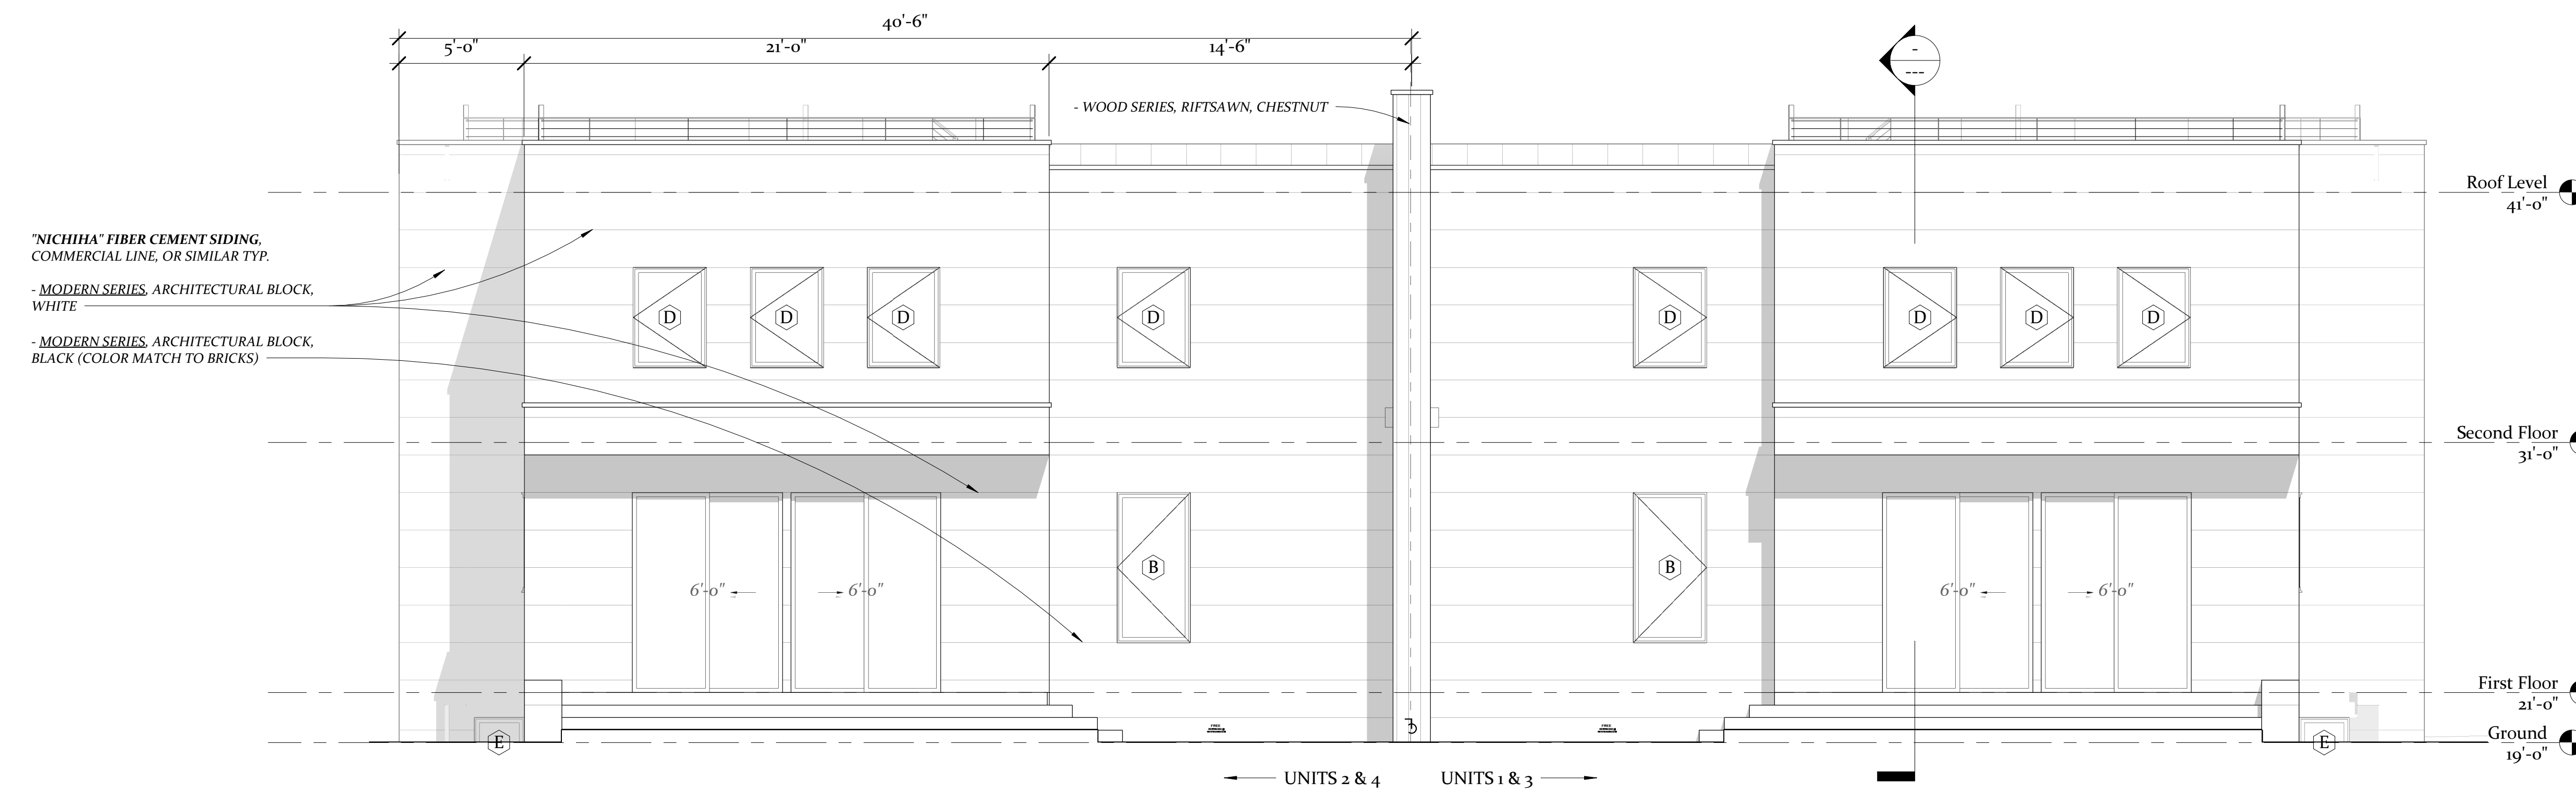 40'-6"
5'-0"
21'-0"
14'-6"
-
---
- WOOD SERIES, RIFTSAWN, CHESTNUT
Roof Level
41'-0"
"NICHIHA" FIBER CEMENT SIDING,
COMMERCIAL LINE, OR SIMILAR TYP.
- MODERN SERIES, ARCHITECTURAL BLOCK,
WHITE
- MODERN SERIES, ARCHITECTURAL BLOCK,
BLACK (COLOR MATCH TO BRICKS)
D
D
D
D
D
D
D
D
Second Floor
31'-0"
B
B
6'-0"
6'-0"
6'-0"
6'-0"
First Floor
21'-0"
FREE
FREE
Ground
19'-0"
E
E
UNITS 2 & 4
UNITS 1 & 3